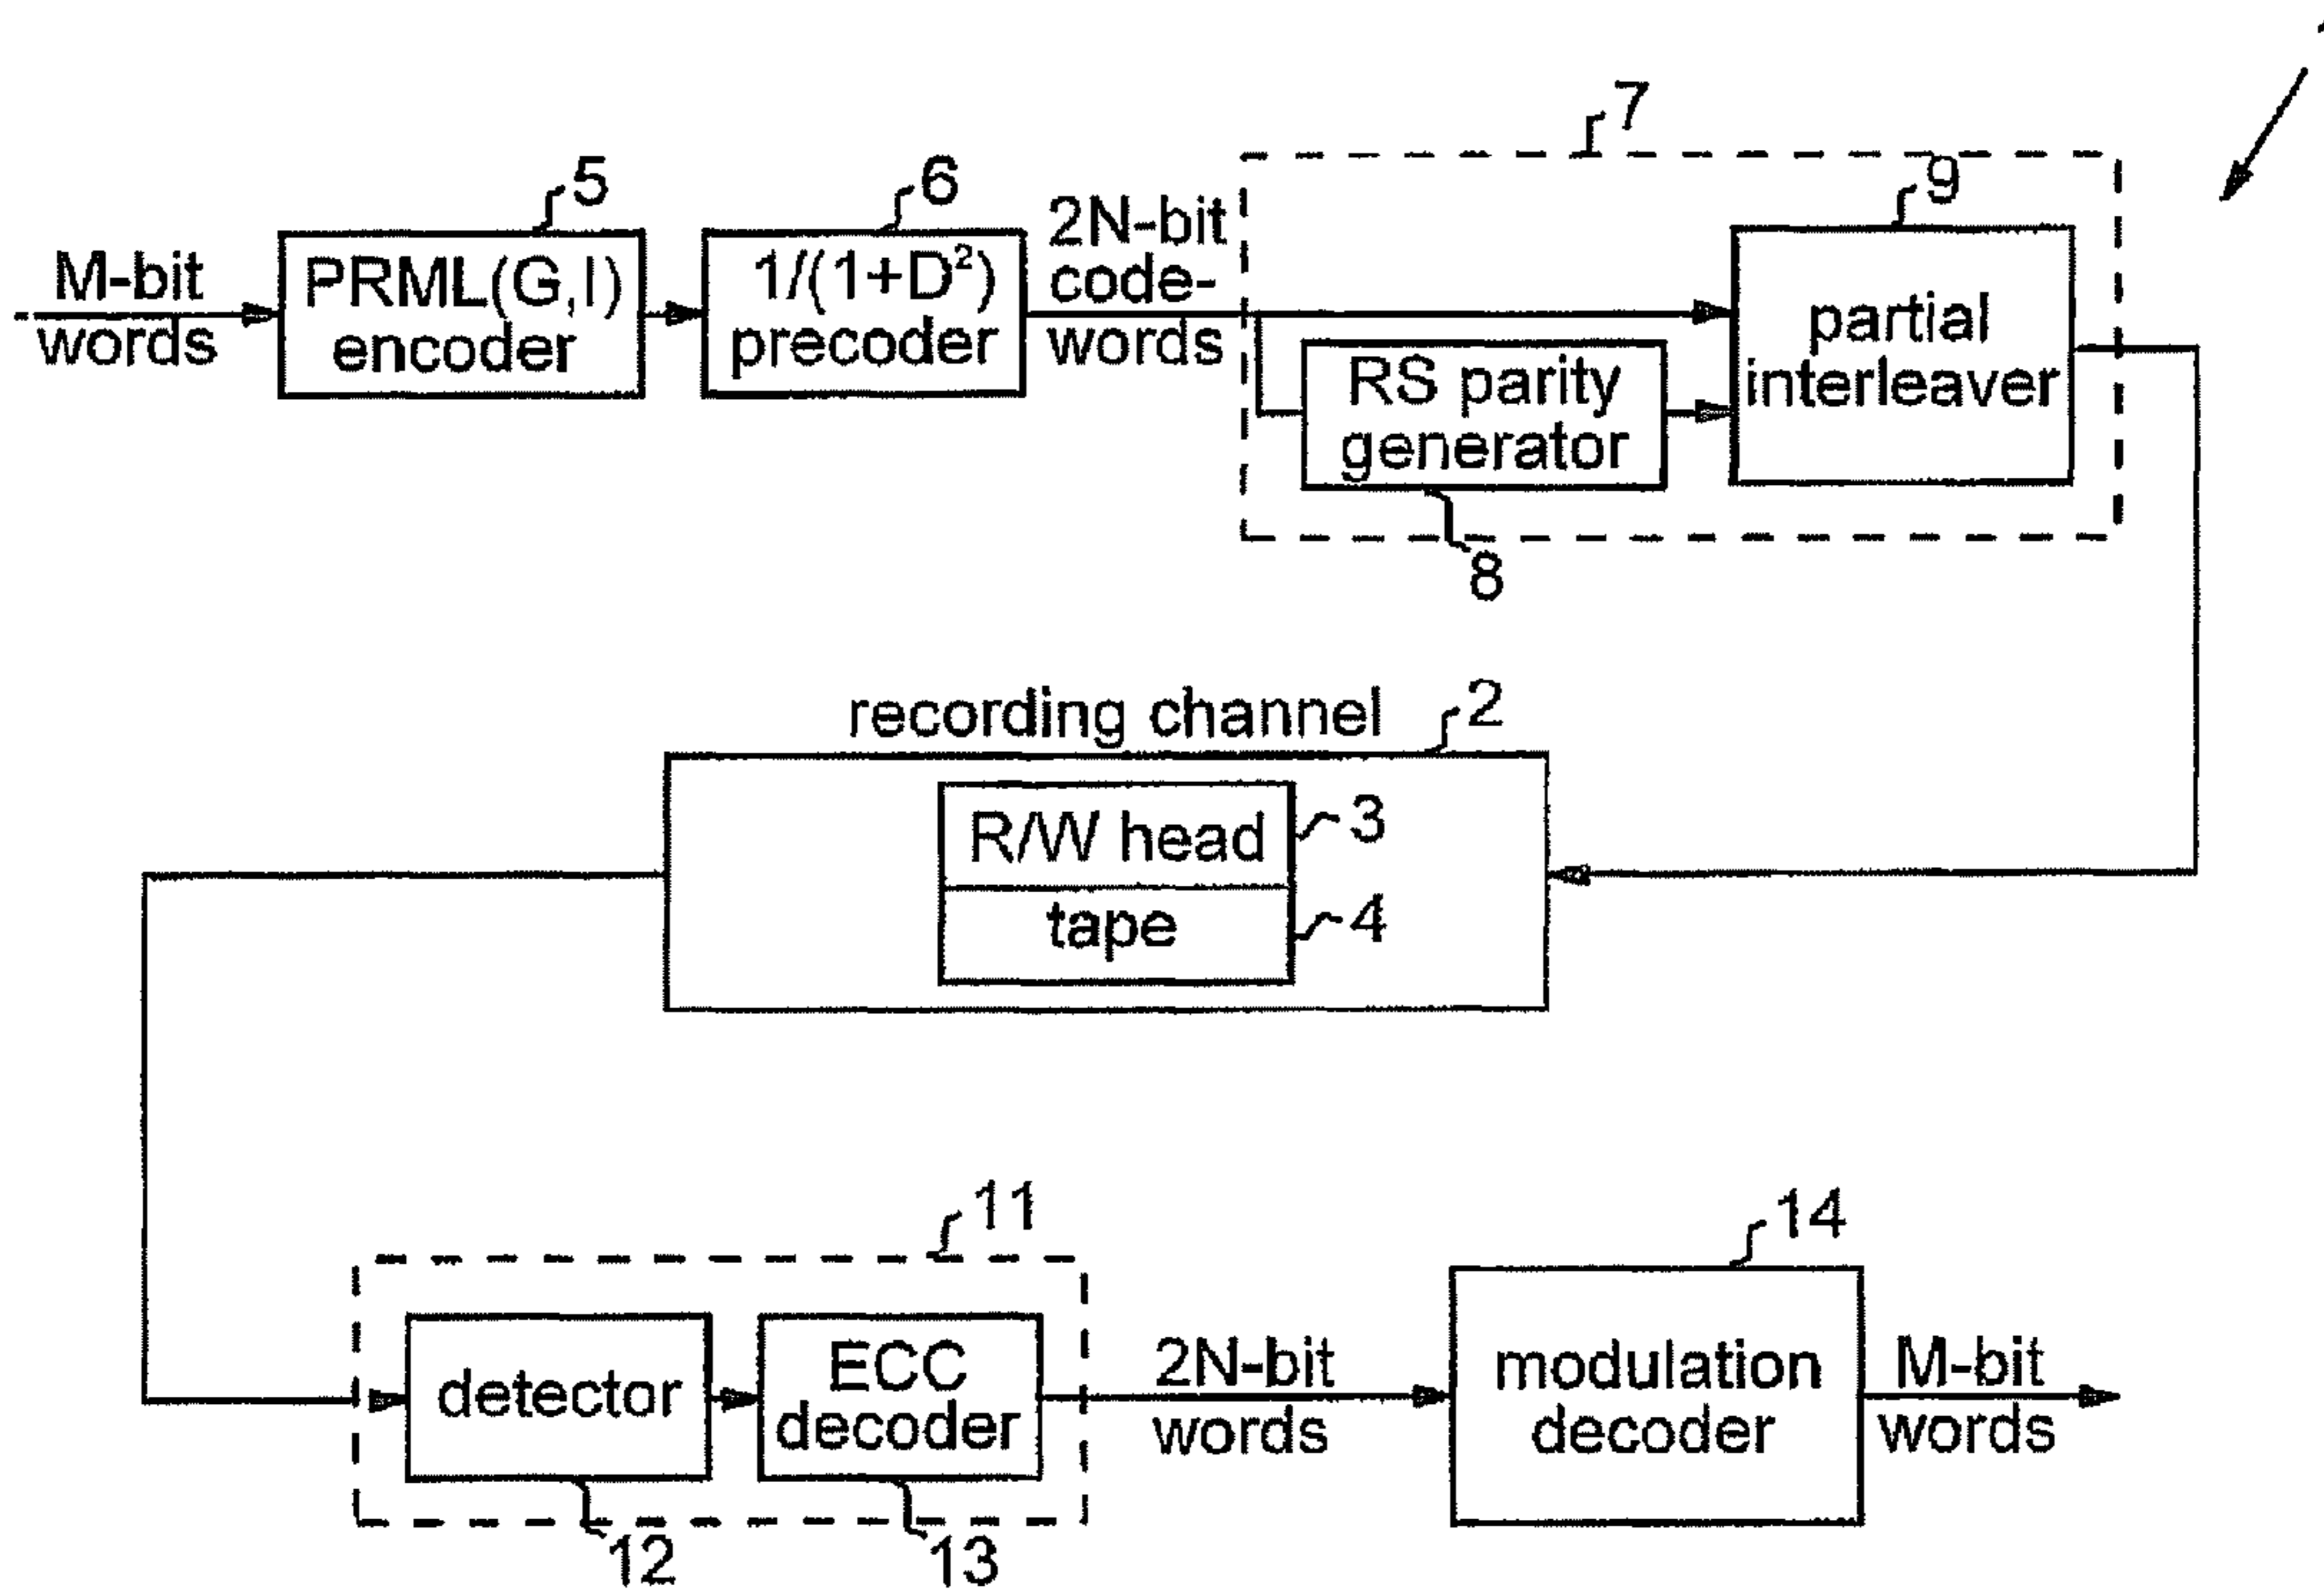 7
5
6
9
M-bit
words
PRML(G,I)
encoder
1/(1+D²)
precoder
2N-bit
code-
words
RS parity
generator
partial
interleaver
8
recording channel
2
R/W head
3
tape
4
11
14
detector
ECC
decoder
2N-bit
words
modulation
decoder
M-bit
words
12
13